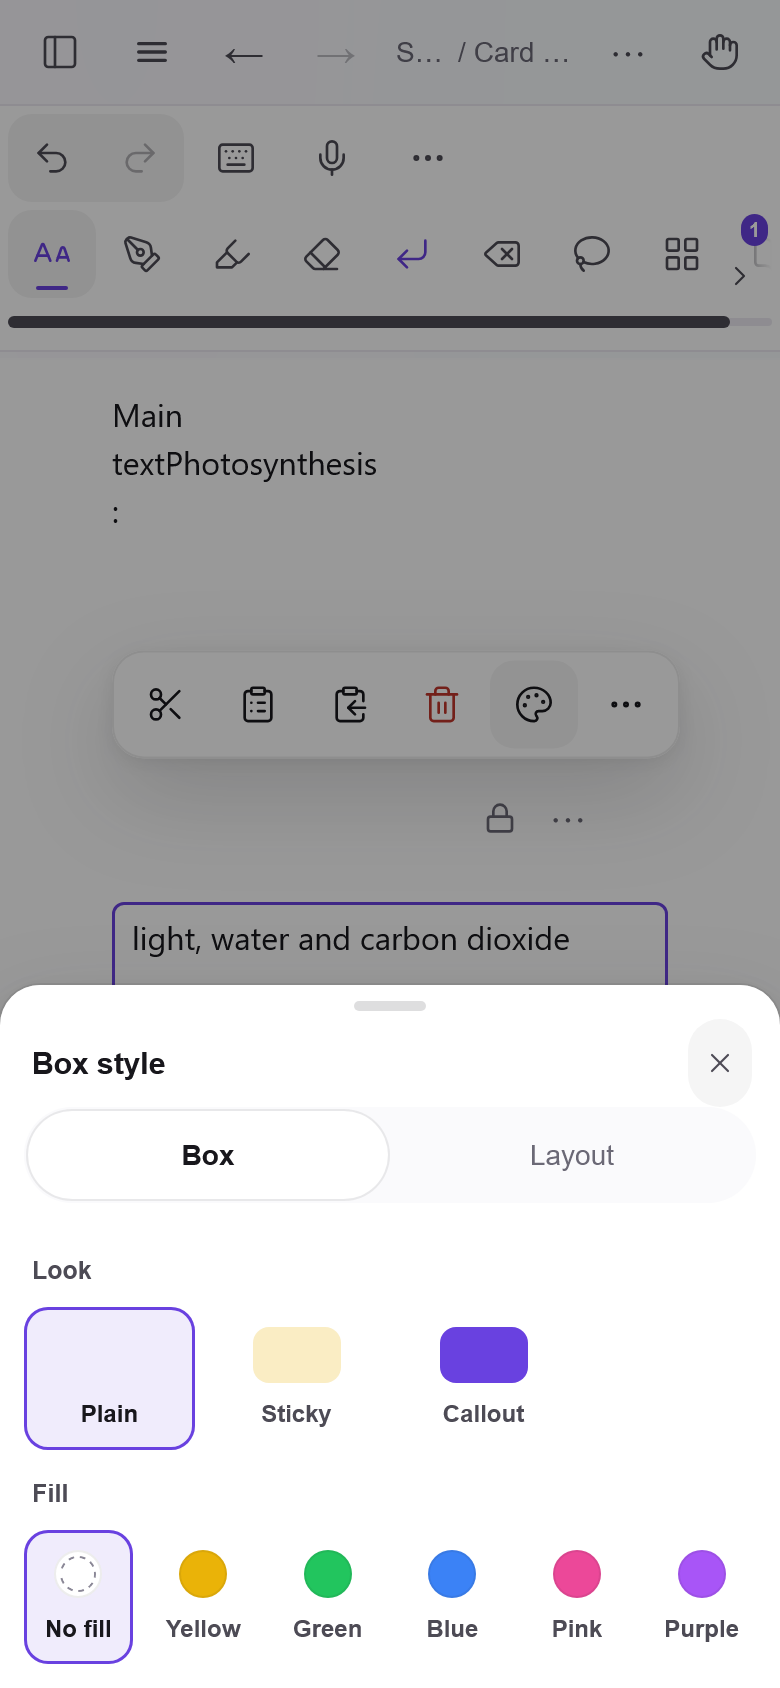 S… / Card …
AA
1
Main
textPhotosynthesis
:
light, water and carbon dioxide
Box style
Box Layout
Look
Plain Sticky Callout
Fill
No fill Yellow Green Blue Pink Purple